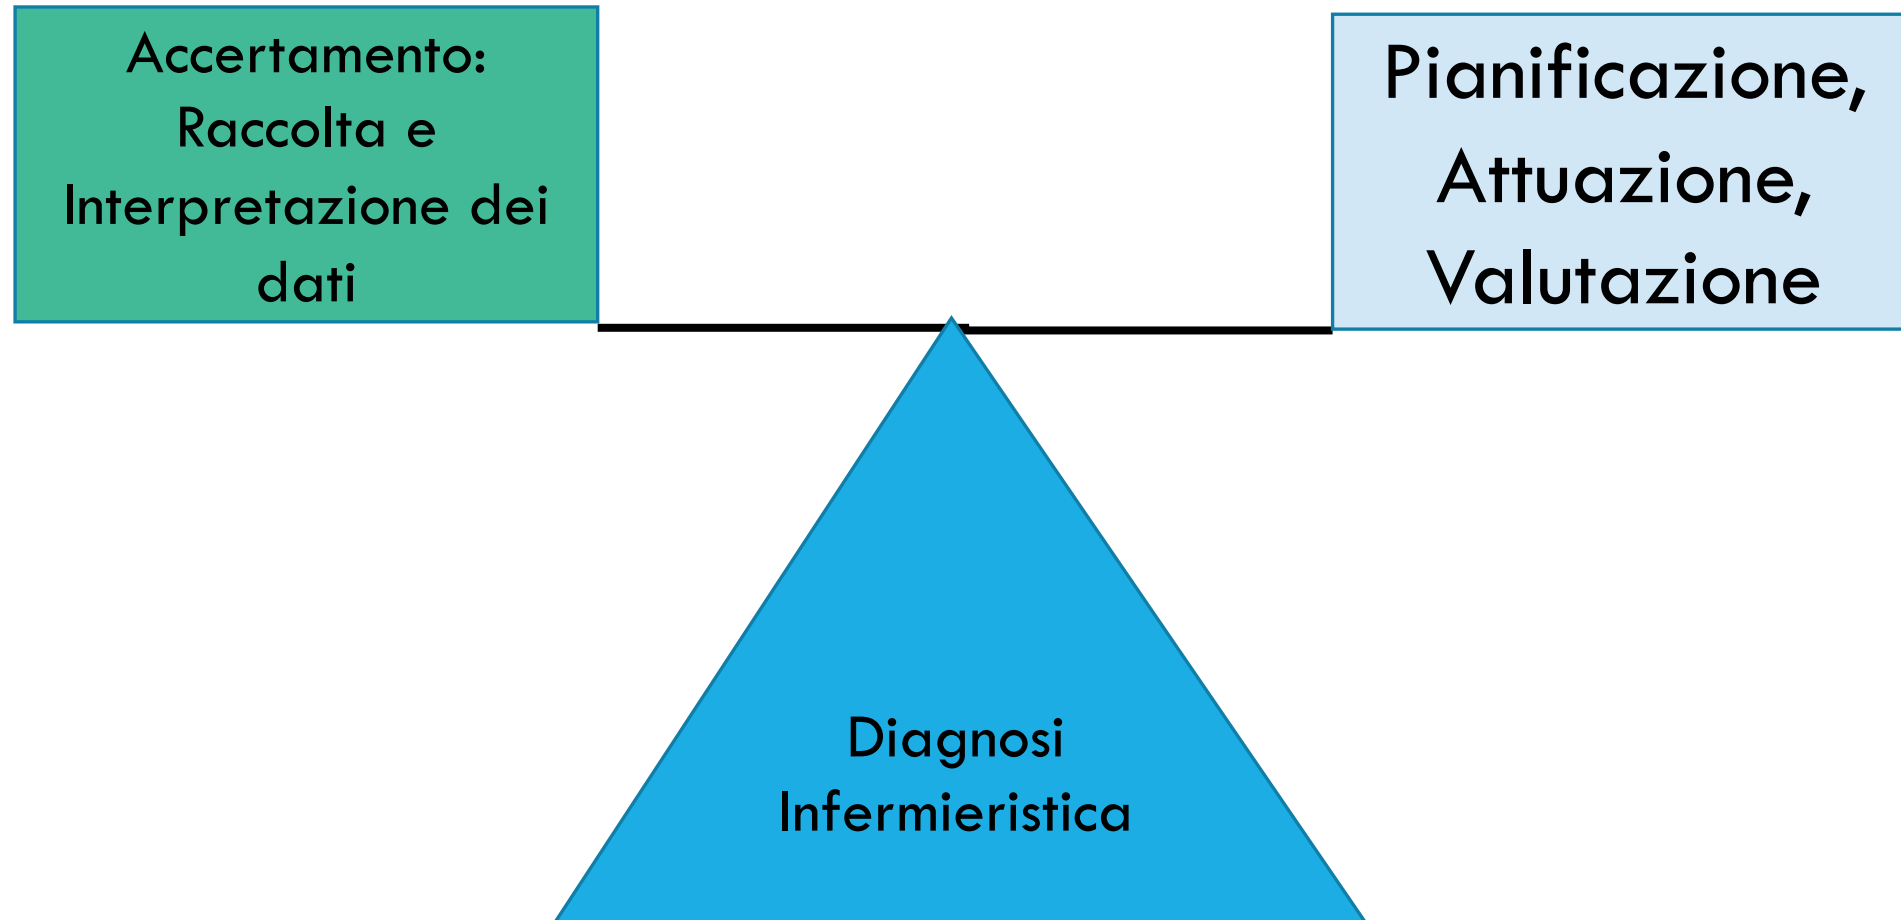 Accertamento:
Raccolta e
Interpretazione dei
dati
Pianificazione,
Attuazione,
Valutazione
Diagnosi
Infermieristica